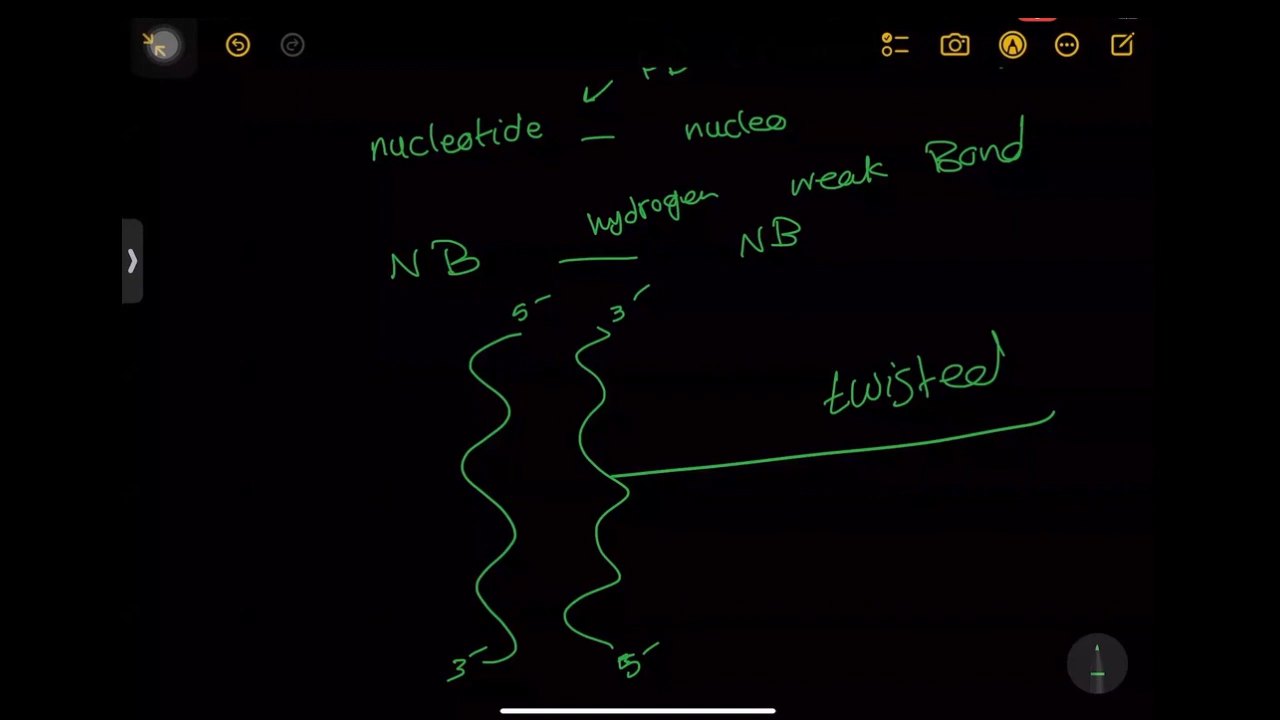 nucleotide — nucleo
hydrogen weak Bond
NB — NB
5' 3'
twisted
3' 5'